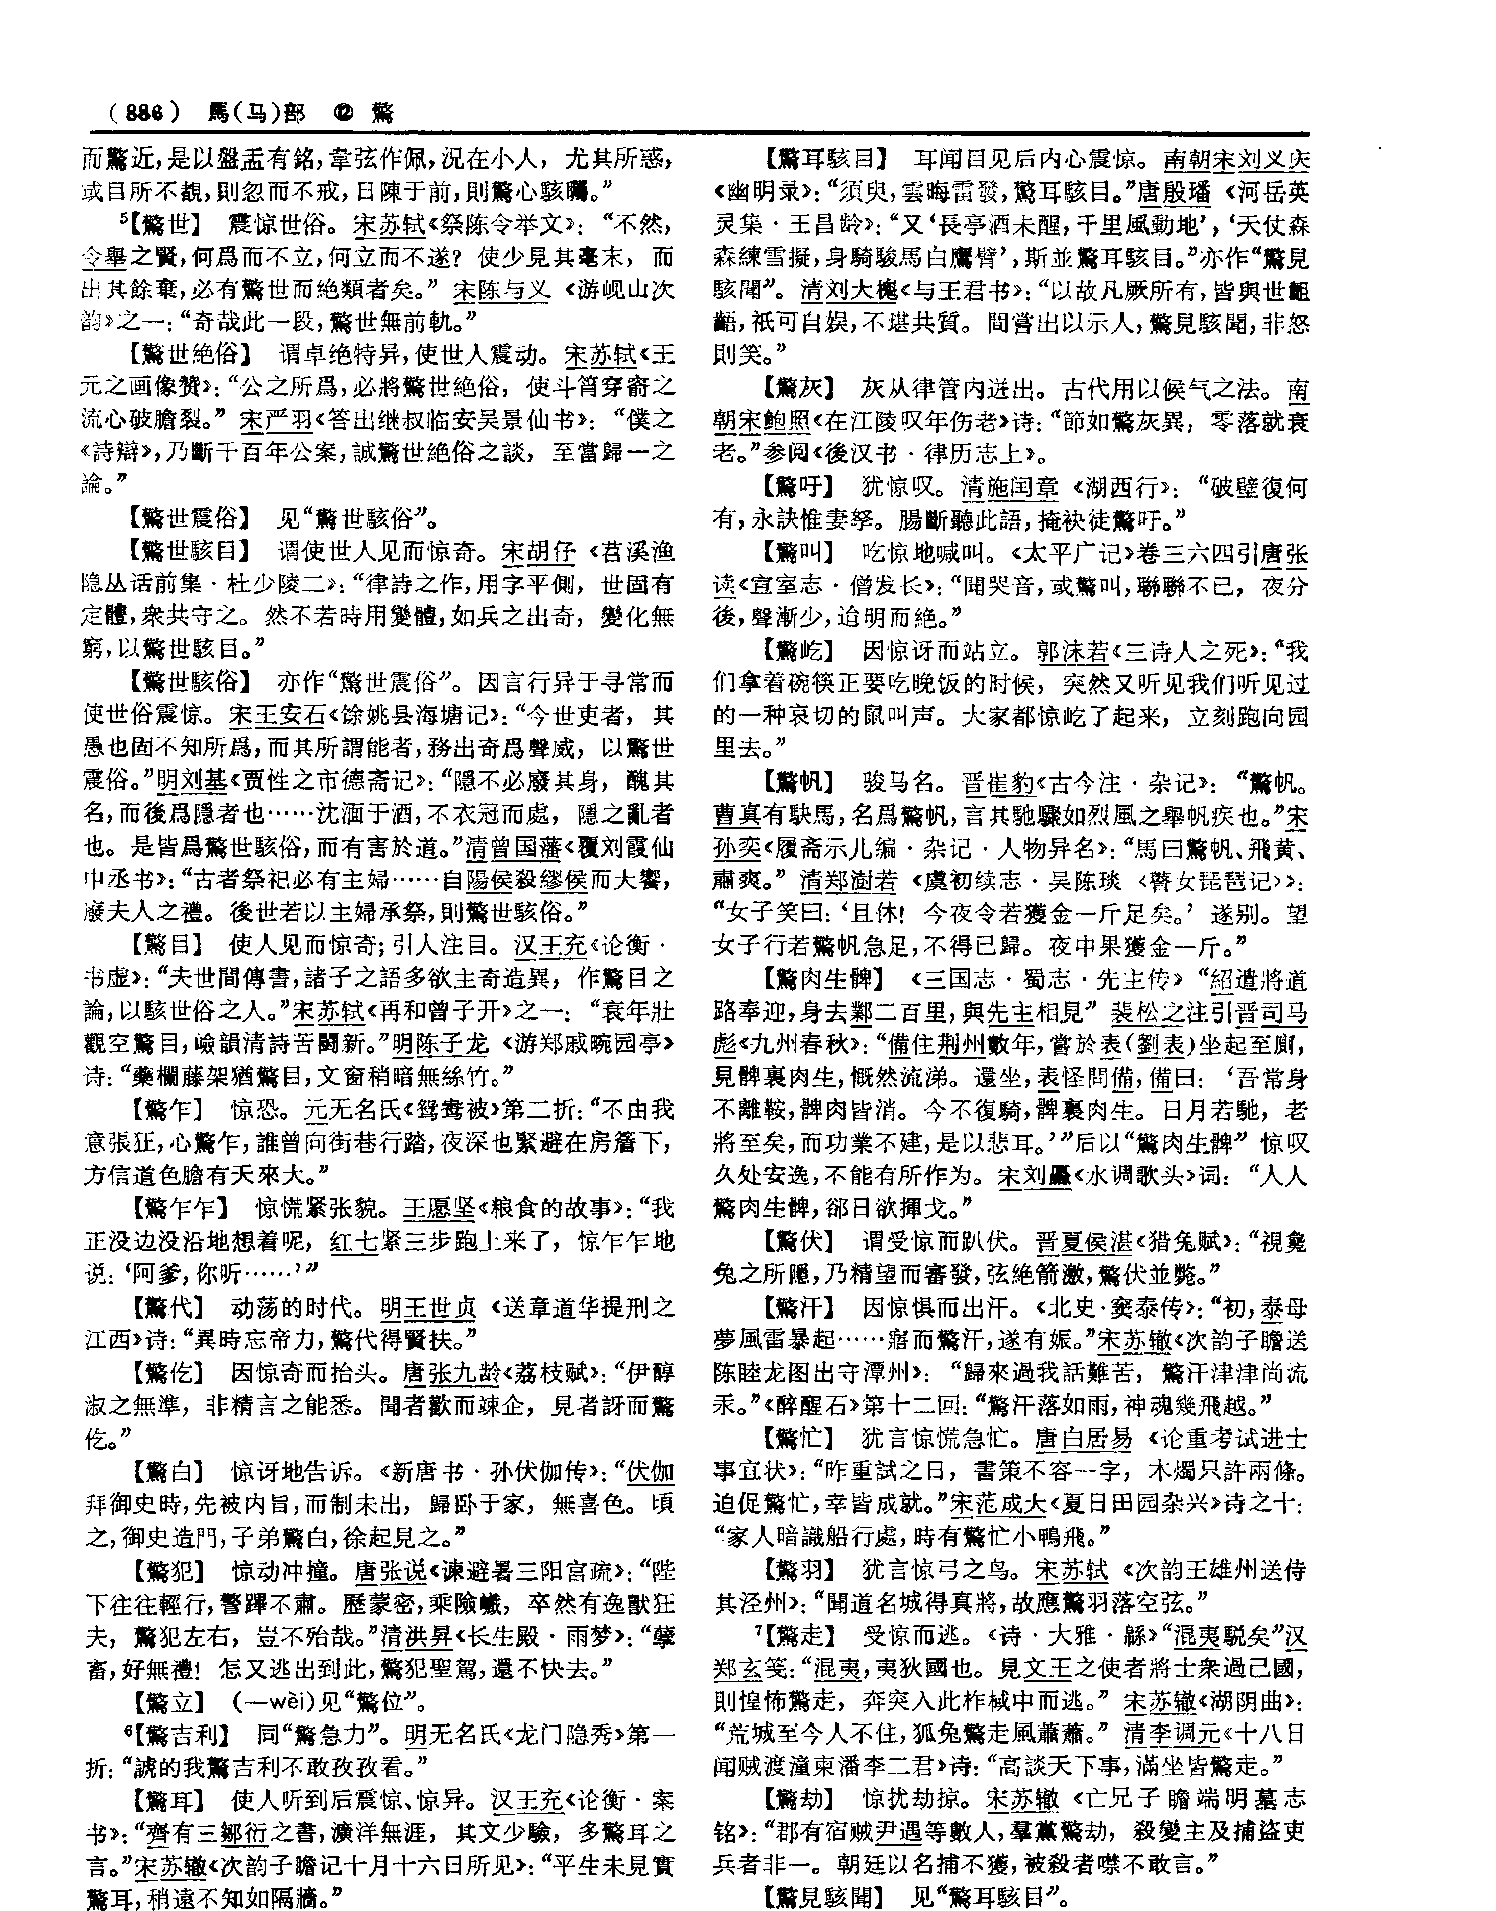 （886） 馬(马)部 ⑫ 驚
而驚近，是以盤盂有銘，韋弦作佩，況在小人， 尤其所惑，
或目所不覩，則忽而不戒，日陳于前，則驚心駭矚。”
⁵【驚世】 震惊世俗。宋苏轼《祭陈令举文》：“不然，
令舉之賢，何爲而不立，何立而不遂？使少見其毫末， 而
出其餘棄，必有驚世而絶類者矣。” 宋陈与义《游岘山次
韵》之一：“奇哉此一段，驚世無前軌。”
【驚世絶俗】 谓卓绝特异，使世人震动。宋苏轼《王
元之画像赞》：“公之所爲，必將驚世絶俗， 使斗筲穿窬之
流心破膽裂。” 宋严羽《答出继叔临安吴景仙书》：“僕之
《詩辯》，乃斷千百年公案，誠驚世絶俗之談， 至當歸一之
論。”
【驚世震俗】 见“驚世駭俗”。
【驚世駭目】 谓使世人见而惊奇。宋胡仔《苕溪渔
隐丛话前集·杜少陵二》：“律詩之作，用字平側， 世固有
定體，衆共守之。然不若時用變體，如兵之出奇， 變化無
窮，以驚世駭目。”
【驚世駭俗】 亦作“驚世震俗”。因言行异于寻常而
使世俗震惊。宋王安石《馀姚县海塘记》：“今世吏者， 其
愚也固不知所爲，而其所謂能者，務出奇爲聲威， 以驚世
震俗。”明刘基《贾性之市德斋记》：“隱不必廢其身， 醜其
名，而後爲隱者也……沈湎于酒，不衣冠而處， 隱之亂者
也。是皆爲驚世駭俗，而有害於道。”清曾国藩《覆刘霞仙
中丞书》：“古者祭祀必有主婦……自陽侯殺繆侯而大饗，
廢夫人之禮。後世若以主婦承祭，則驚世駭俗。”
【驚目】 使人见而惊奇；引人注目。汉王充《论衡·
书虚》：“夫世間傳書，諸子之語多欲主奇造異， 作驚目之
論，以駭世俗之人。”宋苏轼《再和曾子开》之一：“衰年壯
觀空驚目，嶮韻清詩苦鬭新。”明陈子龙《游郑戚畹园亭》
诗：“藥欄藤架猶驚目，文窗稍暗無絲竹。”
【驚乍】 惊恐。元无名氏《鸳鸯被》第二折：“不由我
意張狂，心驚乍，誰曾向街巷行踏，夜深也緊避在房簷下，
方信道色膽有天來大。”
【驚乍乍】 惊慌紧张貌。王愿坚《粮食的故事》：“我
正没边没沿地想着呢，红七紧三步跑上来了，惊乍乍地
说：‘阿爹，你听……’”
【驚代】 动荡的时代。明王世贞《送章道华提刑之
江西》诗：“異時忘帝力，驚代得賢扶。”
【驚仡】 因惊奇而抬头。唐张九龄《荔枝赋》：“伊醇
淑之無準，非精言之能悉。聞者歡而竦企，見者訝而驚
仡。”
【驚白】 惊讶地告诉。《新唐书·孙伏伽传》：“伏伽
拜御史時，先被内旨，而制未出，歸卧于家，無喜色。頃
之，御史造門，子弟驚白，徐起見之。”
【驚犯】 惊动冲撞。唐张说《谏避暑三阳宫疏》：“陛
下往往輕行，警蹕不肅。歷蒙密，乘險巇，卒然有逸獸狂
夫，驚犯左右，豈不殆哉。”清洪昇《长生殿·雨梦》：“孽
畜，好無禮！怎又逃出到此，驚犯聖駕，還不快去。”
【驚立】 (—wèi)见“驚位”。
⁶【驚吉利】 同“驚急力”。明无名氏《龙门隐秀》第一
折：“諕的我驚吉利不敢孜孜看。”
【驚耳】 使人听到后震惊、惊异。汉王充《论衡·案
书》：“齊有三鄒衍之書，瀇洋無涯，其文少驗，多驚耳之
言。”宋苏辙《次韵子瞻记十月十六日所见》：“平生未見實
驚耳，稍遠不知如隔牆。”
【驚耳駭目】 耳闻目见后内心震惊。南朝宋刘义庆
《幽明录》：“須臾，雲晦雷發，驚耳駭目。”唐殷璠《河岳英
灵集·王昌龄》：“又‘長亭酒未醒，千里風動地’，‘天仗森
森練雪擬，身騎駿馬白鷹臂’，斯並驚耳駭目。”亦作“驚見
駭聞”。清刘大櫆《与王君书》：“以故凡厥所有，皆與世齟
齬，衹可自娱，不堪共質。間嘗出以示人，驚見駭聞，非怒
則笑。”
【驚灰】 灰从律管内迸出。古代用以候气之法。南
朝宋鲍照《在江陵叹年伤老》诗：“節如驚灰異，零落就衰
老。”参阅《後汉书·律历志上》。
【驚吁】 犹惊叹。清施闰章《湖西行》：“破壁復何
有，永訣惟妻孥。腸斷聽此語，掩袂徒驚吁。”
【驚叫】 吃惊地喊叫。《太平广记》卷三六四引唐张
读《宣室志·僧发长》：“聞哭音，或驚叫，聯聯不已，夜分
後，聲漸少，迨明而絶。”
【驚屹】 因惊讶而站立。郭沫若《三诗人之死》：“我
们拿着碗筷正要吃晚饭的时候，突然又听见我们听见过
的一种哀切的鼠叫声。大家都惊屹了起来，立刻跑向园
里去。”
【驚帆】 骏马名。晋崔豹《古今注·杂记》：“驚帆。
曹真有駃馬，名爲驚帆，言其馳驟如烈風之舉帆疾也。”宋
孙奕《履斋示儿编·杂记·人物异名》：“馬曰驚帆、飛黄、
肅爽。” 清郑澍若《虞初续志·吴陈琰〈瞽女琵琶记〉》：
“女子笑曰：‘且休！今夜令若獲金一斤足矣。’遂别。望
女子行若驚帆急足，不得已歸。夜中果獲金一斤。”
【驚肉生髀】《三国志·蜀志·先主传》“紹遣將道
路奉迎，身去鄴二百里，與先主相見” 裴松之注引晋司马
彪《九州春秋》：“備住荆州數年，嘗於表(劉表)坐起至廁，
見髀裏肉生，慨然流涕。還坐，表怪問備，備曰：‘吾常身
不離鞍，髀肉皆消。今不復騎，髀裏肉生。日月若馳，老
將至矣，而功業不建，是以悲耳。’”后以“驚肉生髀”惊叹
久处安逸，不能有所作为。宋刘㬎《水调歌头》词：“人人
驚肉生髀，郤日欲揮戈。”
【驚伏】 谓受惊而趴伏。晋夏侯湛《猎兔赋》：“視毚
兔之所隱，乃精望而審發，弦絶箭激，驚伏並斃。”
【驚汗】 因惊惧而出汗。《北史·窦泰传》：“初，泰母
夢風雷暴起……寤而驚汗，遂有娠。”宋苏辙《次韵子瞻送
陈睦龙图出守潭州》：“歸來過我話難苦，驚汗津津尚流
汞。”《醉醒石》第十二回：“驚汗落如雨，神魂幾飛越。”
【驚忙】 犹言惊慌急忙。唐白居易《论重考试进士
事宜状》：“昨重試之日，書策不容一字，木燭只許兩條。
迫促驚忙，幸皆成就。”宋范成大《夏日田园杂兴》诗之十：
“家人暗識船行處，時有驚忙小鴨飛。”
【驚羽】 犹言惊弓之鸟。宋苏轼《次韵王雄州送侍
其泾州》：“聞道名城得真將，故應驚羽落空弦。”
⁷【驚走】 受惊而逃。《诗·大雅·緜》“混夷駾矣”汉
郑玄笺：“混夷，夷狄國也。見文王之使者將士衆過己國，
則惶怖驚走，奔突入此柞棫中而逃。” 宋苏辙《湖阴曲》：
“荒城至今人不住，狐兔驚走風蕭蕭。” 清李调元《十八日
闻贼渡潼柬潘李二君》诗：“高談天下事，滿坐皆驚走。”
【驚劫】 惊扰劫掠。宋苏辙《亡兄子瞻端明墓志
铭》：“郡有宿贼尹遇等數人，羣黨驚劫，殺變主及捕盜吏
兵者非一。朝廷以名捕不獲，被殺者噤不敢言。”
【驚見駭聞】 见“驚耳駭目”。